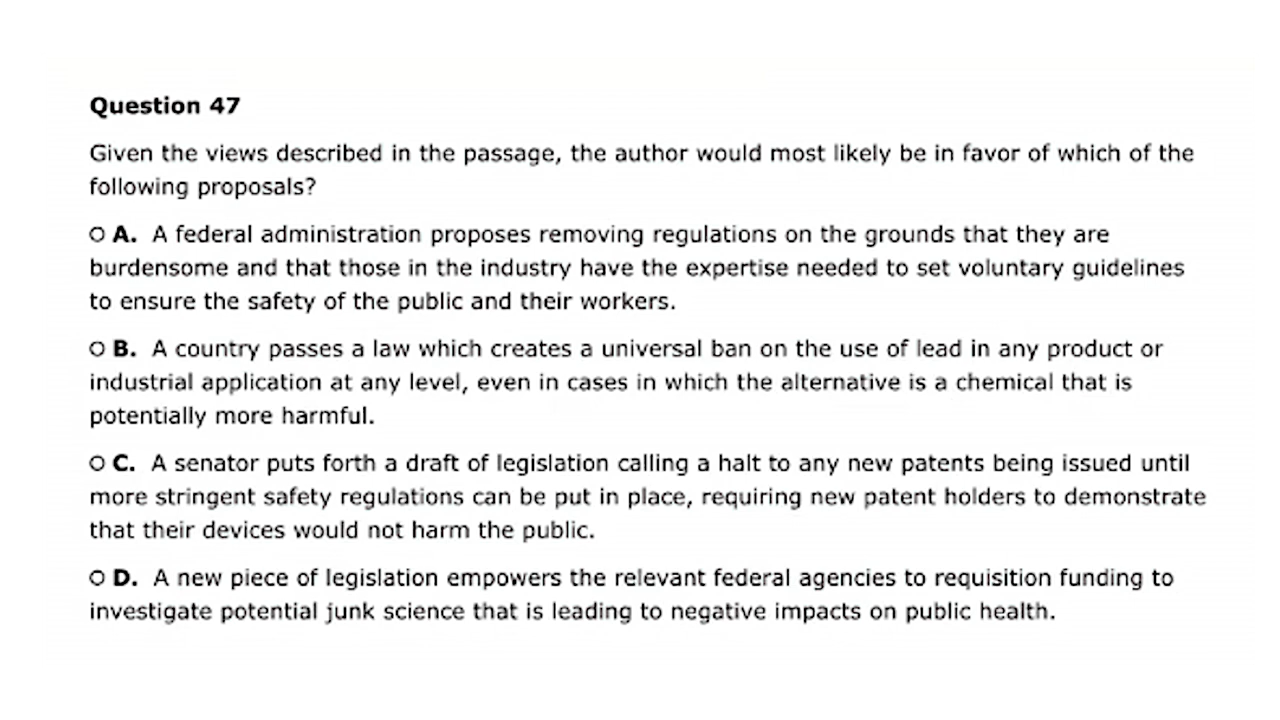 Question 47
Given the views described in the passage, the author would most likely be in favor of which of the
following proposals?
A. A federal administration proposes removing regulations on the grounds that they are
burdensome and that those in the industry have the expertise needed to set voluntary guidelines
to ensure the safety of the public and their workers.
B. A country passes a law which creates a universal ban on the use of lead in any product or
industrial application at any level, even in cases in which the alternative is a chemical that is
potentially more harmful.
C. A senator puts forth a draft of legislation calling a halt to any new patents being issued until
more stringent safety regulations can be put in place, requiring new patent holders to demonstrate
that their devices would not harm the public.
D. A new piece of legislation empowers the relevant federal agencies to requisition funding to
investigate potential junk science that is leading to negative impacts on public health.